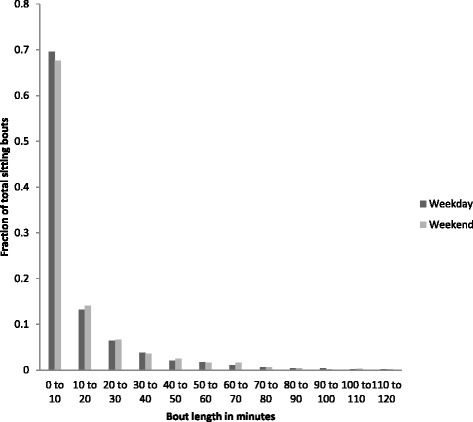 0.8
0.7
0.6
0.5
0.4
0.3
0.2
0.1
0
Fraction of total sitting bouts
Weekday
Weekend
0 to 10 to 20 to 30 to 40 to 50 to 60 to 70 to 80 to 90 to 100 to 110 to
10 20 30 40 50 60 70 80 90 100 110 120
Bout length in minutes